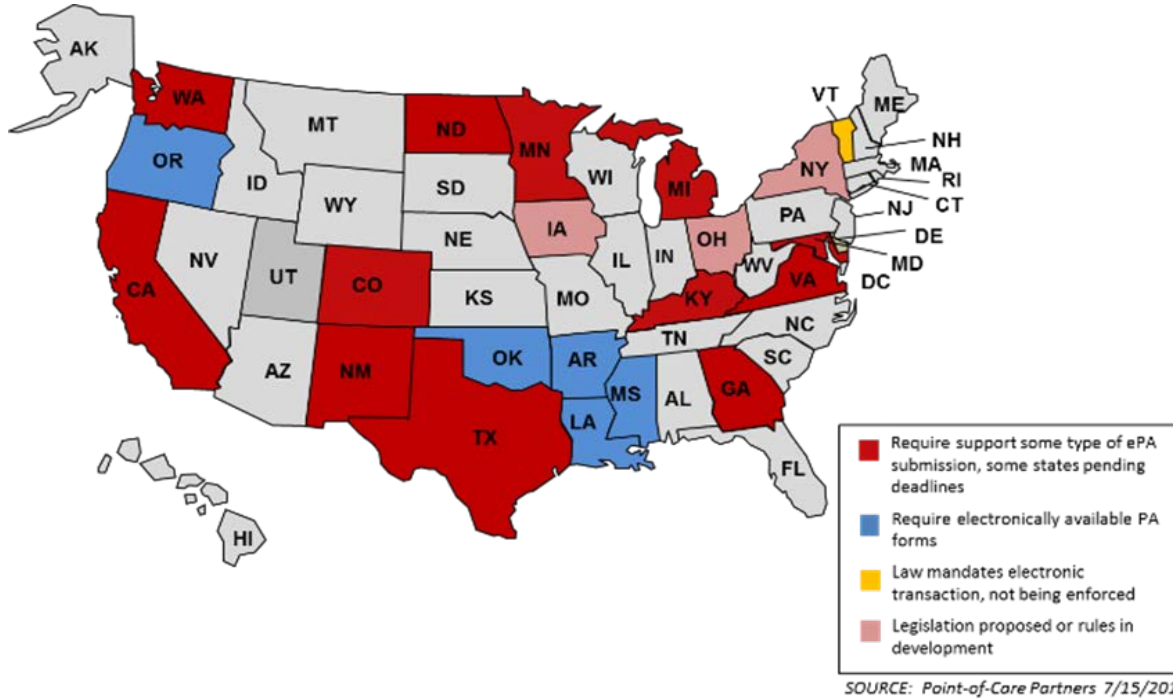 AK
WA
MT
ND
MN
VT
ME
OR
ID
SD
WI
MI
NY
NH
MA
RI
CT
WY
NE
IA
PA
NJ
NV
UT
CO
IL
IN
OH
WV
DE
MD
DC
CA
KS
MO
KY
VA
NC
TN
AZ
NM
OK
AR
SC
TX
LA
MS
AL
GA
FL
HI
Require support some type of ePA
submission, some states pending
deadlines
Require electronically available PA
forms
Law mandates electronic
transaction, not being enforced
Legislation proposed or rules in
development
SOURCE: Point-of-Care Partners